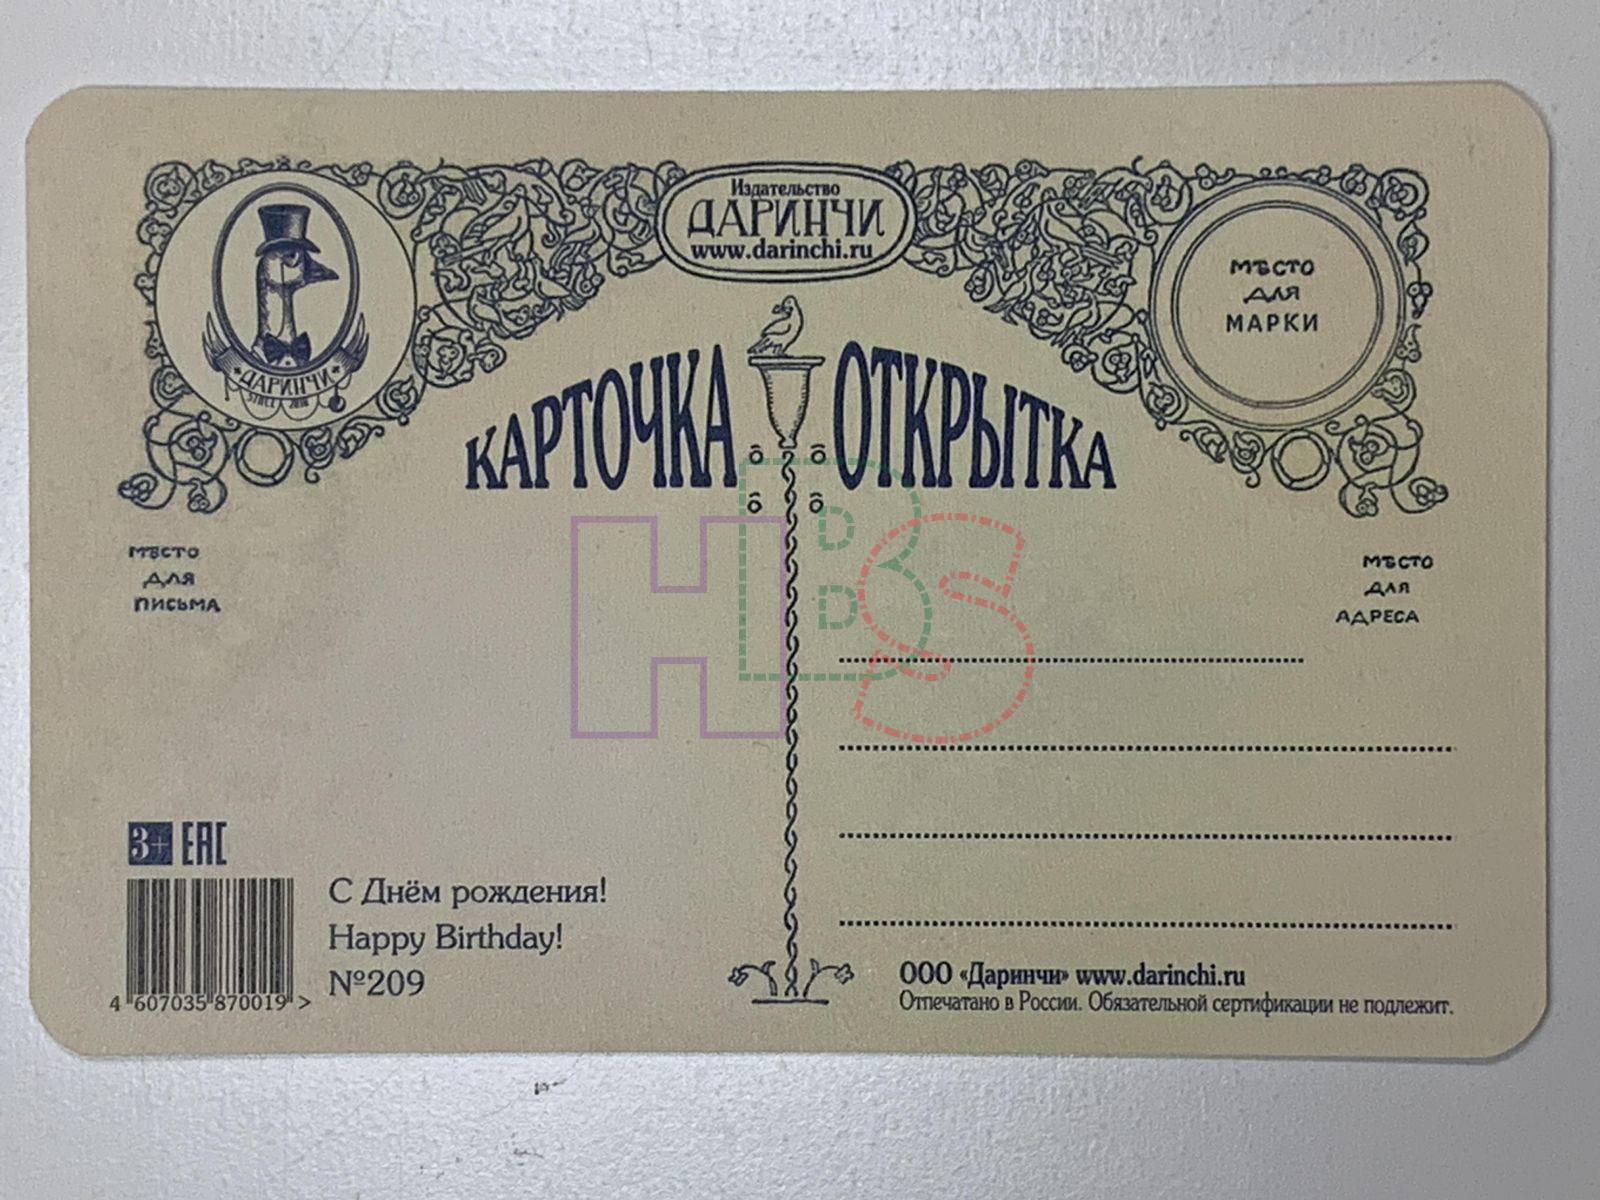 Издательство
ДАРИНЧИ
www.darinchi.ru
ДАРИНЧИ
SINCE 2010
МѢСТО
ДЛЯ
МАРКИ
КАРТОЧКА ОТКРЫТКА
HBS
МѢСТО
ДЛЯ
ПИСЬМА
МѢСТО
ДЛЯ
АДРЕСА
3+ EAC
С Днём рождения!
Happy Birthday!
№209
4 607035 870019 >
ООО «Даринчи» www.darinchi.ru
Отпечатано в России. Обязательной сертификации не подлежит.